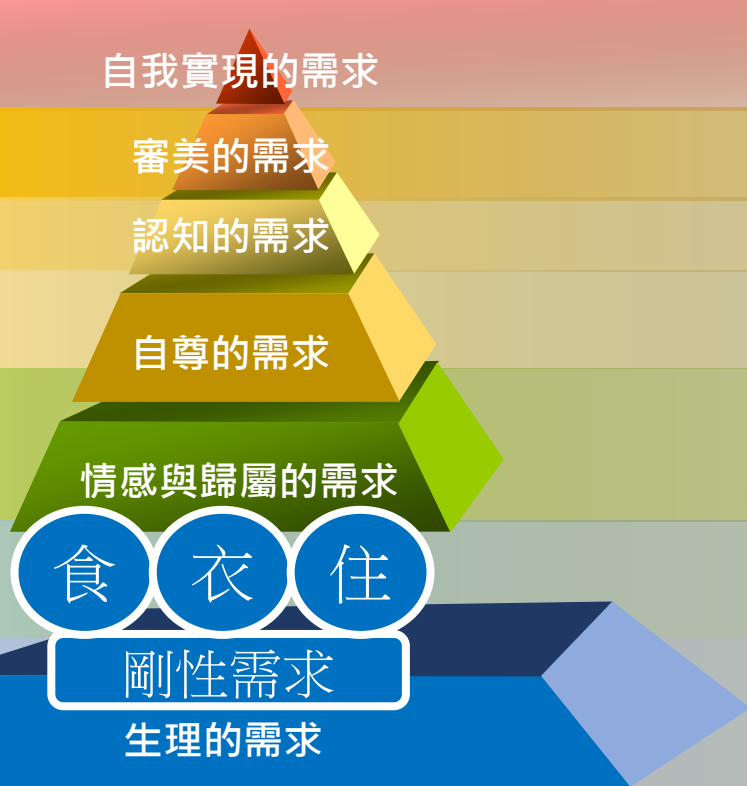 自我實現的需求
審美的需求
認知的需求
自尊的需求
情感與歸屬的需求
食 衣 住
剛性需求
生理的需求